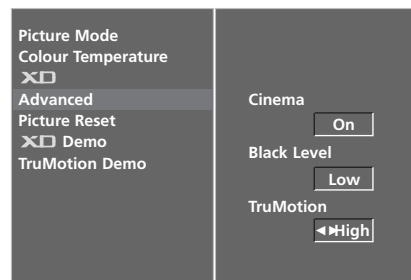 Picture Mode
Colour Temperature
XD
Advanced
Picture Reset
XD Demo
TruMotion Demo
Cinema
On
Black Level
Low
TruMotion
◀▶High